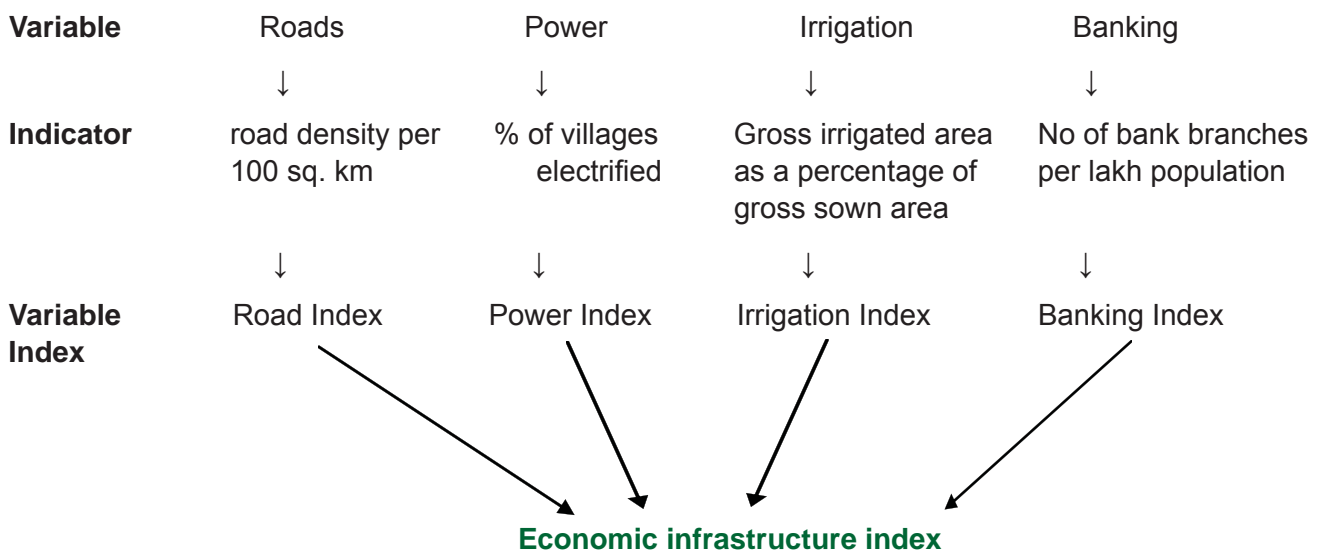 Variable Roads Power Irrigation Banking
↓ ↓ ↓ ↓
Indicator road density per % of villages Gross irrigated area No of bank branches
100 sq. km electrified as a percentage of per lakh population
gross sown area
↓ ↓ ↓ ↓
Variable Road Index Power Index Irrigation Index Banking Index
Index
Economic infrastructure index